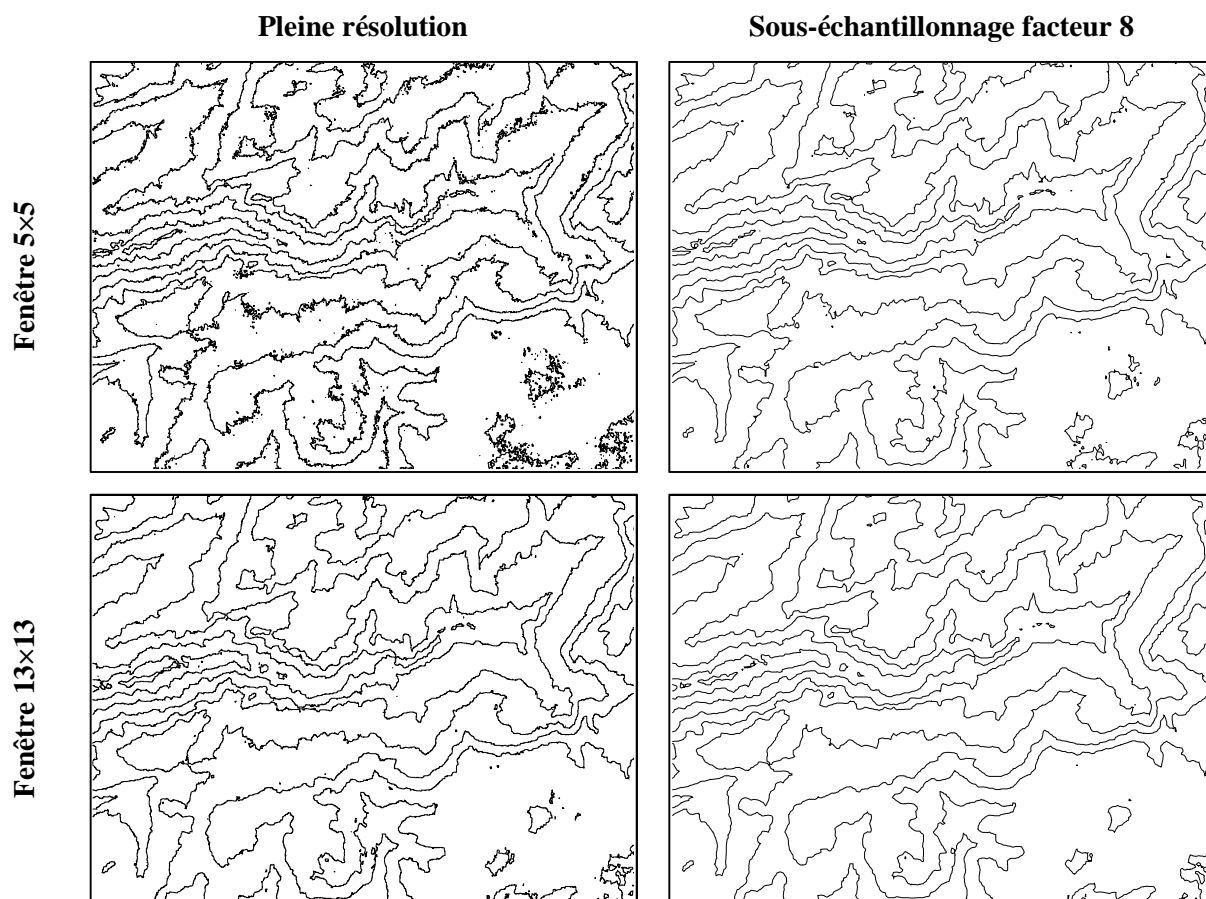 Pleine résolution
Sous-échantillonnage facteur 8
Fenêtre 5×5
Fenêtre 13×13